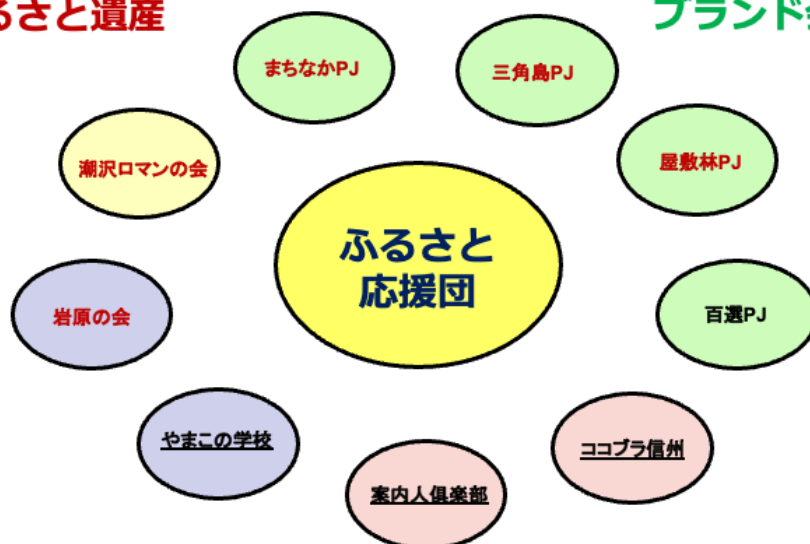 るさと遺産
ブランド
まちなかPJ
三角島PJ
潮沢ロマンの会
屋敷林PJ
ふるさと
応援団
岩原の会
百選PJ
やまこの学校
ココブラ信州
案内人倶楽部